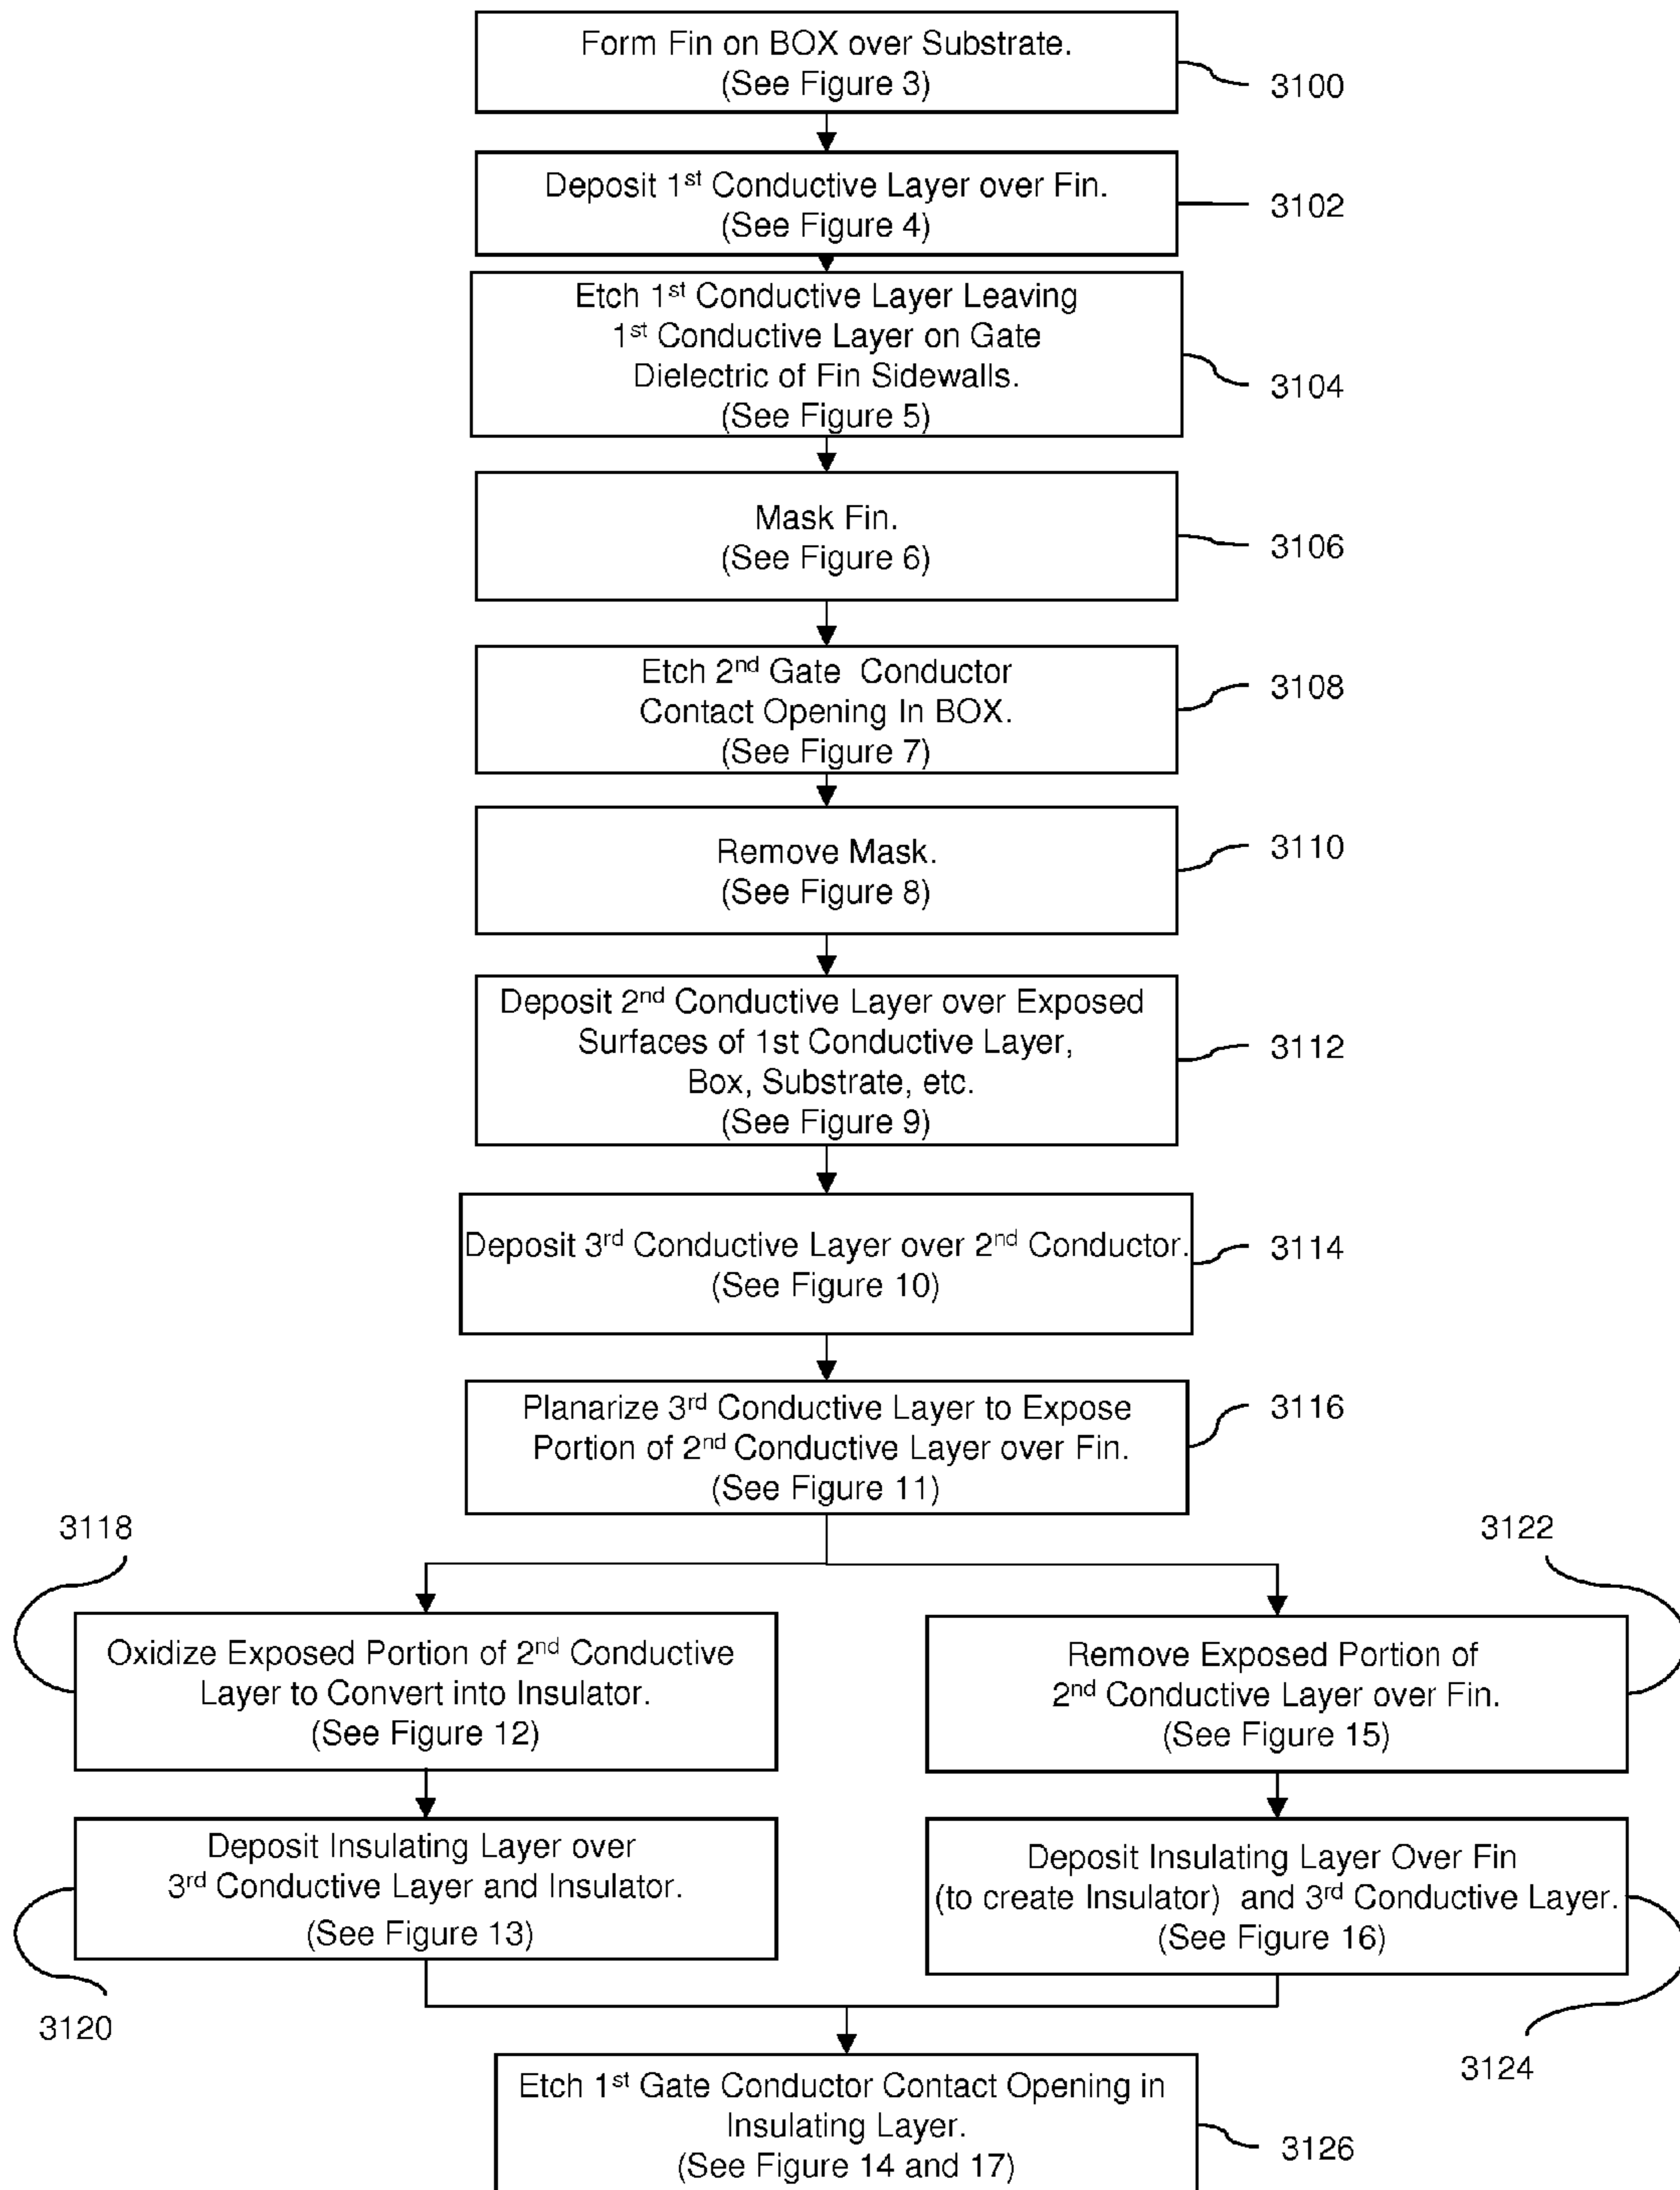 Form Fin on BOX over Substrate.
(See Figure 3)
3100
Deposit 1st Conductive Layer over Fin.
(See Figure 4)
3102
Etch 1st Conductive Layer Leaving
1st Conductive Layer on Gate
Dielectric of Fin Sidewalls.
(See Figure 5)
3104
Mask Fin.
(See Figure 6)
3106
Etch 2nd Gate Conductor
Contact Opening In BOX.
(See Figure 7)
3108
Remove Mask.
(See Figure 8)
3110
Deposit 2nd Conductive Layer over Exposed
Surfaces of 1st Conductive Layer,
Box, Substrate, etc.
(See Figure 9)
3112
Deposit 3rd Conductive Layer over 2nd Conductor.
(See Figure 10)
3114
Planarize 3rd Conductive Layer to Expose
Portion of 2nd Conductive Layer over Fin.
(See Figure 11)
3116
3118
Oxidize Exposed Portion of 2nd Conductive
Layer to Convert into Insulator.
(See Figure 12)
3122
Remove Exposed Portion of
2nd Conductive Layer over Fin.
(See Figure 15)
Deposit Insulating Layer over
3rd Conductive Layer and Insulator.
(See Figure 13)
3120
Deposit Insulating Layer Over Fin
(to create Insulator) and 3rd Conductive Layer.
(See Figure 16)
3124
Etch 1st Gate Conductor Contact Opening in
Insulating Layer.
(See Figure 14 and 17)
3126